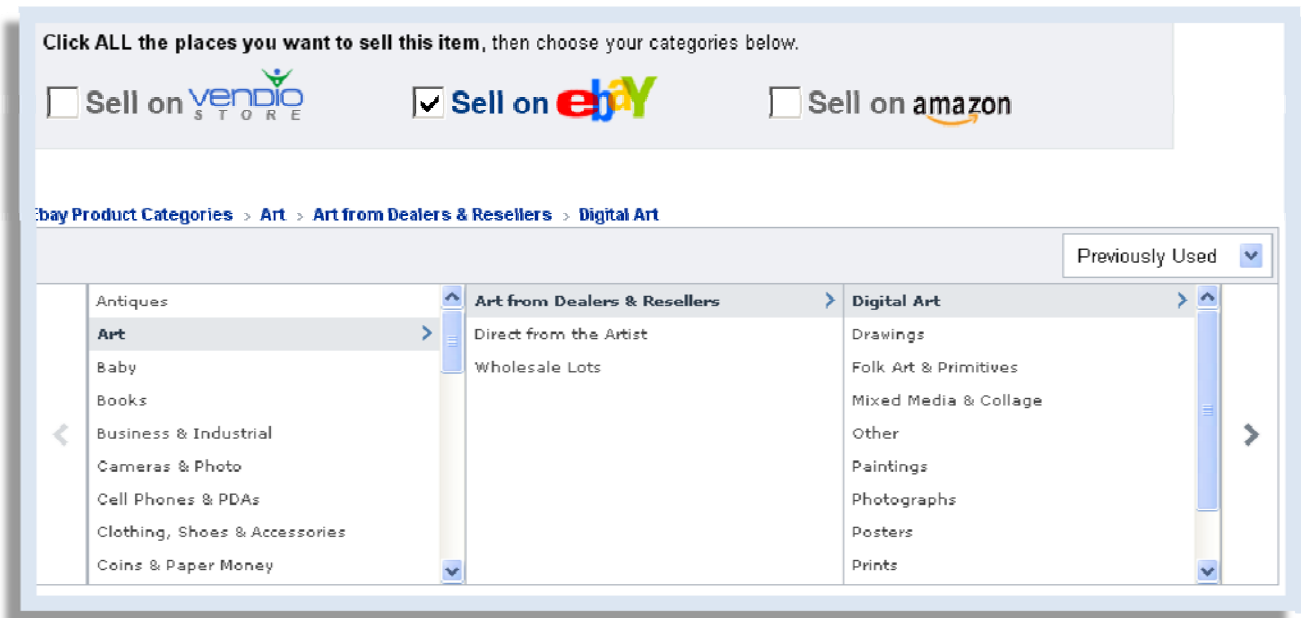 Click ALL the places you want to sell this item, then choose your categories below.
Sell on vendio STORE
Sell on ebay
Sell on amazon
Ebay Product Categories > Art > Art from Dealers & Resellers > Digital Art
Previously Used
Antiques
Art
Baby
Books
Business & Industrial
Cameras & Photo
Cell Phones & PDAs
Clothing, Shoes & Accessories
Coins & Paper Money
Art from Dealers & Resellers
Direct from the Artist
Wholesale Lots
Digital Art
Drawings
Folk Art & Primitives
Mixed Media & Collage
Other
Paintings
Photographs
Posters
Prints